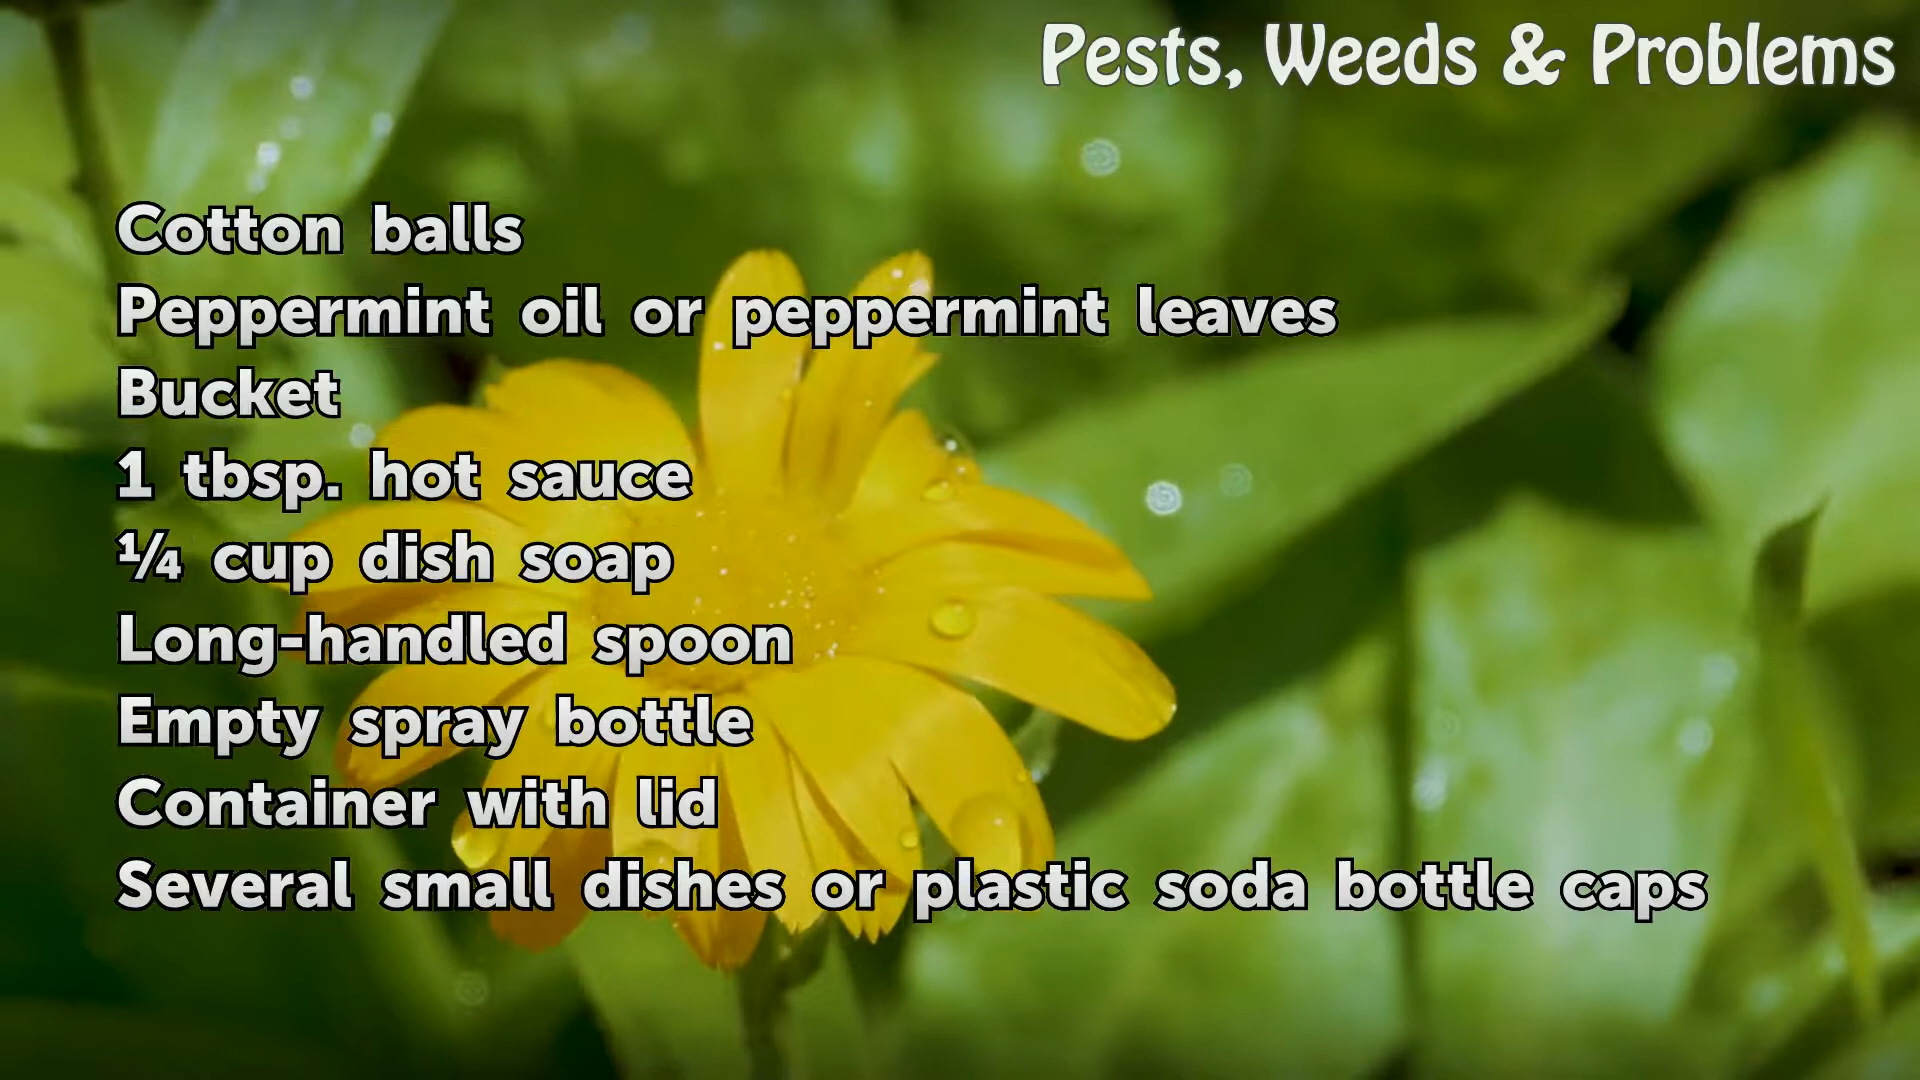 Pests, Weeds & Problems
Cotton balls
Peppermint oil or peppermint leaves
Bucket
1 tbsp. hot sauce
¼ cup dish soap
Long-handled spoon
Empty spray bottle
Container with lid
Several small dishes or plastic soda bottle caps